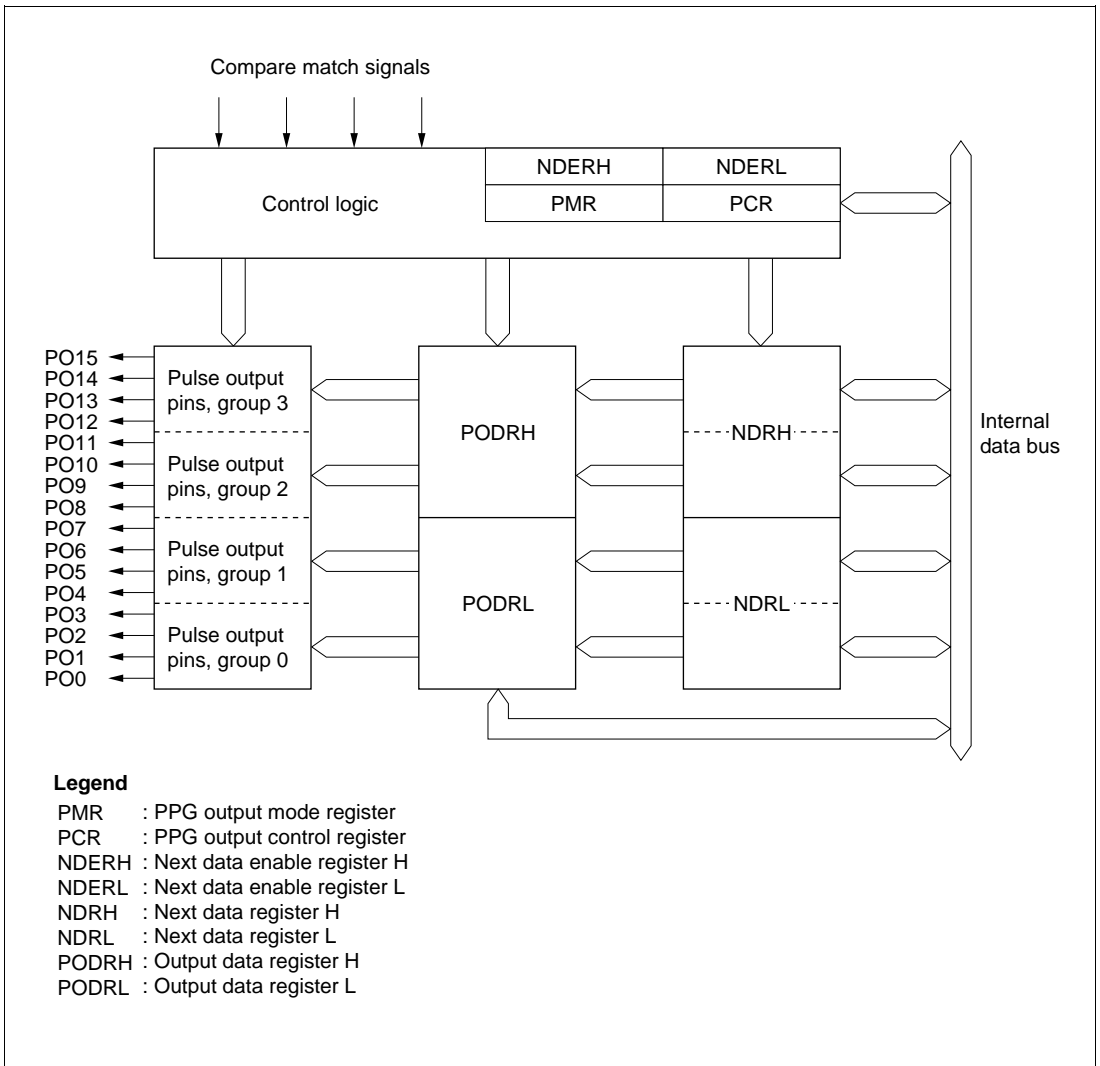 Compare match signals
NDERH NDERL
Control logic PMR PCR
PO15
PO14
PO13
PO12
PO11
PO10
PO9
PO8
PO7
PO6
PO5
PO4
PO3
PO2
PO1
PO0
Pulse output
pins, group 3
Pulse output
pins, group 2
Pulse output
pins, group 1
Pulse output
pins, group 0
PODRH
PODRL
NDRH
NDRL
Internal
data bus
Legend
PMR : PPG output mode register
PCR : PPG output control register
NDERH : Next data enable register H
NDERL : Next data enable register L
NDRH : Next data register H
NDRL : Next data register L
PODRH : Output data register H
PODRL : Output data register L